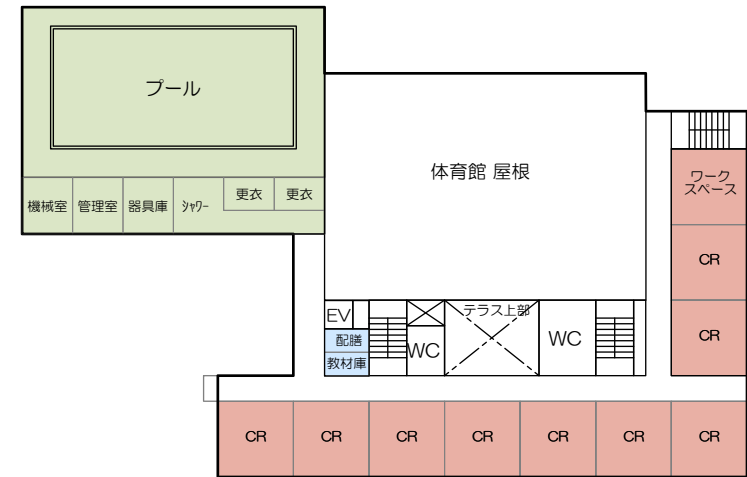 プール
機械室
管理室
器具庫
ｼｬﾜｰ
更衣
更衣
体育館 屋根
ワーク
スペース
CR
CR
EV
配膳
教材庫
WC
テラス上部
WC
CR
CR
CR
CR
CR
CR
CR